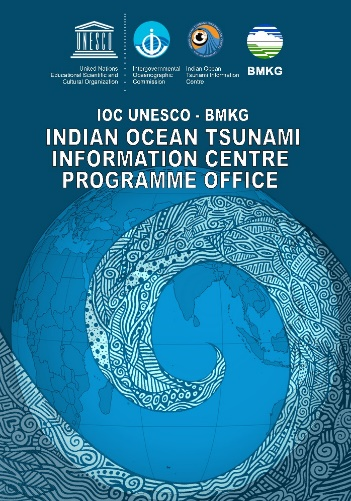 UNESCO
United Nations
Educational Scientific and
Cultural Organization
Intergovernmental
Oceanographic
Commission
Indian Ocean
Tsunami Information
Centre
BMKG
IOC UNESCO - BMKG
INDIAN OCEAN TSUNAMI
INFORMATION CENTRE
PROGRAMME OFFICE